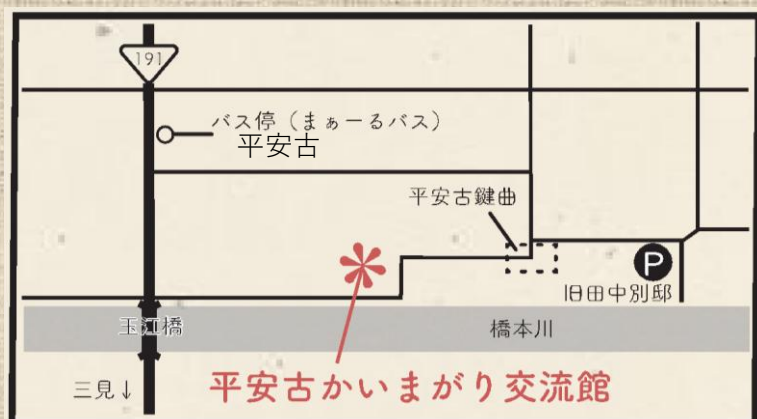 191
バス停（まぁーるバス）
平安古
平安古鍵曲
P
旧田中別邸
玉江橋
橋本川
三見↓
平安古かいまがり交流館